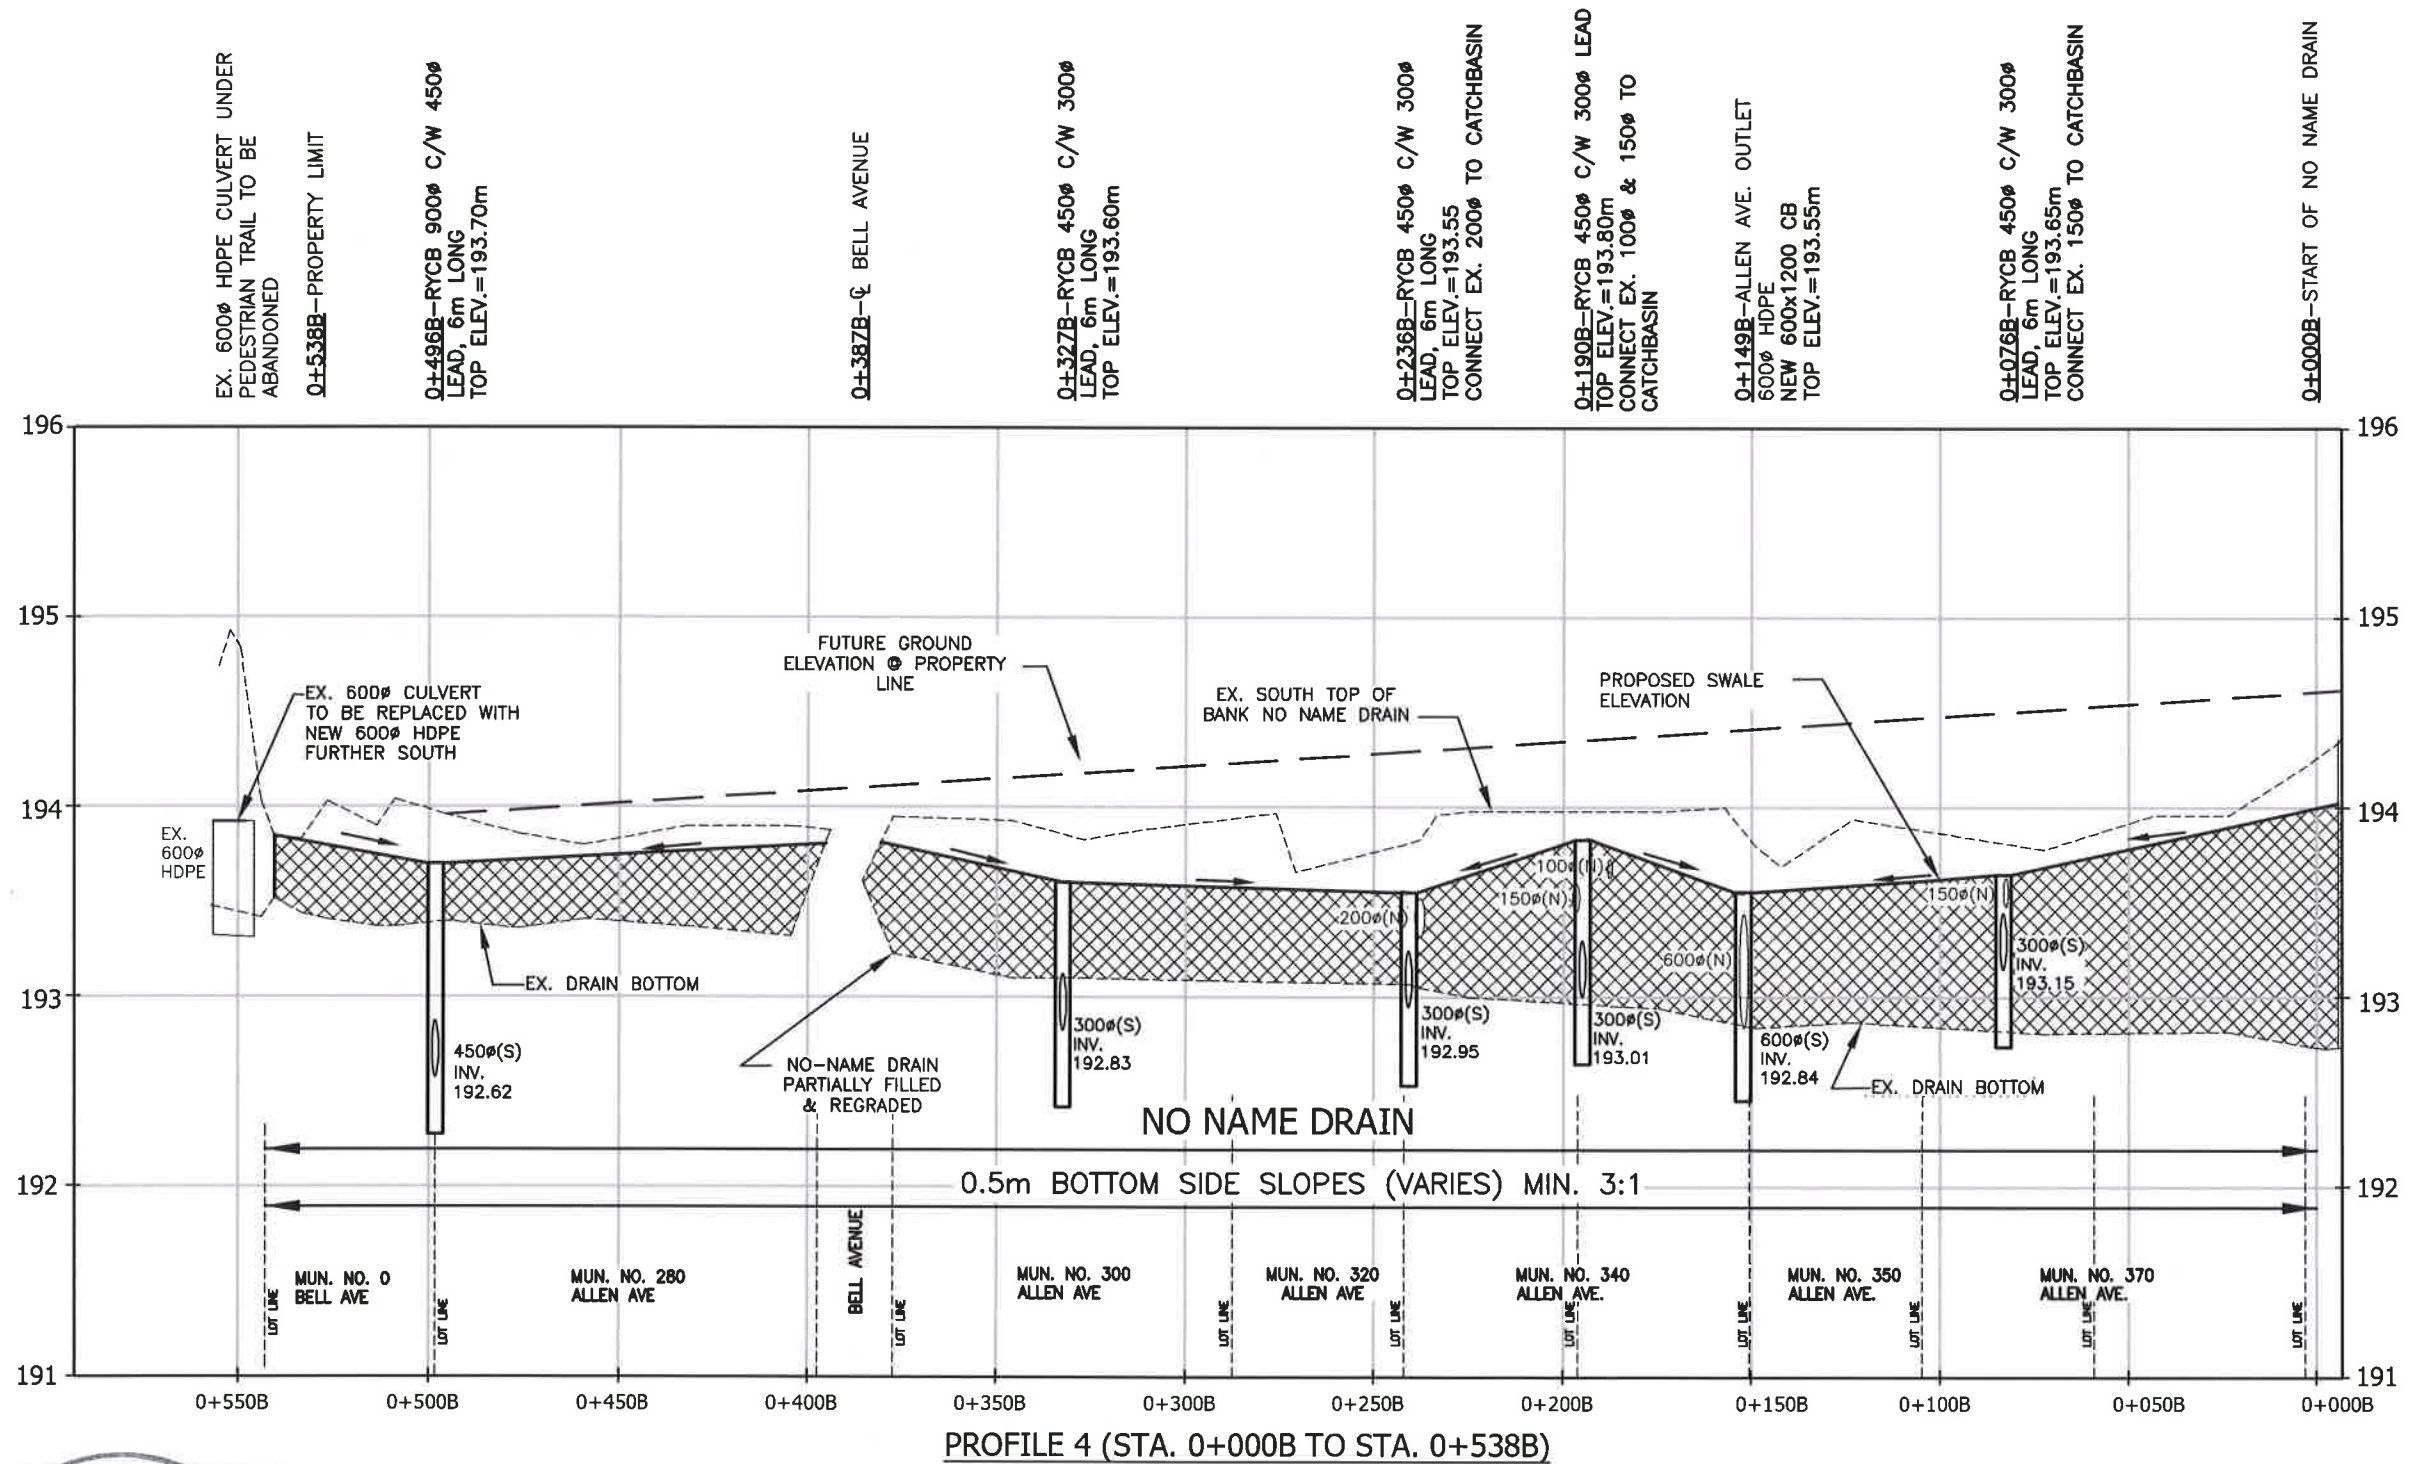 EX. 600ø HDPE CULVERT UNDER
PEDESTRIAN TRAIL TO BE
ABANDONED
0+538B-PROPERTY LIMIT
0+496B-RYCB 900ø C/W 450ø
LEAD, 6m LONG
TOP ELEV.=193.70m
0+387B-℄ BELL AVENUE
0+327B-RYCB 450ø C/W 300ø
LEAD, 6m LONG
TOP ELEV.=193.60m
0+236B-RYCB 450ø C/W 300ø
LEAD, 6m LONG
TOP ELEV.=193.55
CONNECT EX. 200ø TO CATCHBASIN
0+190B-RYCB 450ø C/W 300ø LEAD
TOP ELEV.=193.80m
CONNECT EX. 100ø & 150ø TO
CATCHBASIN
0+149B-ALLEN AVE. OUTLET
600ø HDPE
NEW 600x1200 CB
TOP ELEV.=193.55m
0+076B-RYCB 450ø C/W 300ø
LEAD, 6m LONG
TOP ELEV.=193.65m
CONNECT EX. 150ø TO CATCHBASIN
0+000B-START OF NO NAME DRAIN
196
196
195
195
FUTURE GROUND
ELEVATION @ PROPERTY
LINE
EX. SOUTH TOP OF
BANK NO NAME DRAIN
PROPOSED SWALE
ELEVATION
EX. 600ø CULVERT
TO BE REPLACED WITH
NEW 600ø HDPE
FURTHER SOUTH
194
194
EX.
600ø
HDPE
100ø(N)
150ø(N)
200ø(N)
150ø(N)
600ø(N)
300ø(S)
INV.
193.15
EX. DRAIN BOTTOM
193
193
450ø(S)
INV.
192.62
NO-NAME DRAIN
PARTIALLY FILLED
& REGRADED
300ø(S)
INV.
192.83
300ø(S)
INV.
192.95
300ø(S)
INV.
193.01
600ø(S)
INV.
192.84
EX. DRAIN BOTTOM
NO NAME DRAIN
192
192
0.5m BOTTOM SIDE SLOPES (VARIES) MIN. 3:1
LOT LINE
MUN. NO. 0
BELL AVE
LOT LINE
MUN. NO. 280
ALLEN AVE
BELL AVENUE
LOT LINE
MUN. NO. 300
ALLEN AVE
LOT LINE
MUN. NO. 320
ALLEN AVE
LOT LINE
MUN. NO. 340
ALLEN AVE.
LOT LINE
LOT LINE
MUN. NO. 350
ALLEN AVE.
LOT LINE
MUN. NO. 370
ALLEN AVE.
LOT LINE
LOT LINE
191
191
0+550B
0+500B
0+450B
0+400B
0+350B
0+300B
0+250B
0+200B
0+150B
0+100B
0+050B
0+000B
PROFILE 4 (STA. 0+000B TO STA. 0+538B)